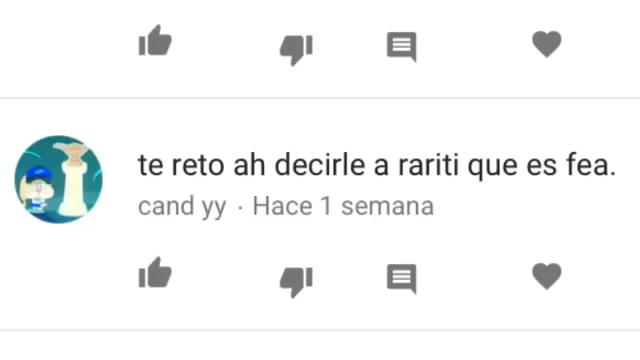 te reto ah decirle a rariti que es fea.
cand yy · Hace 1 semana